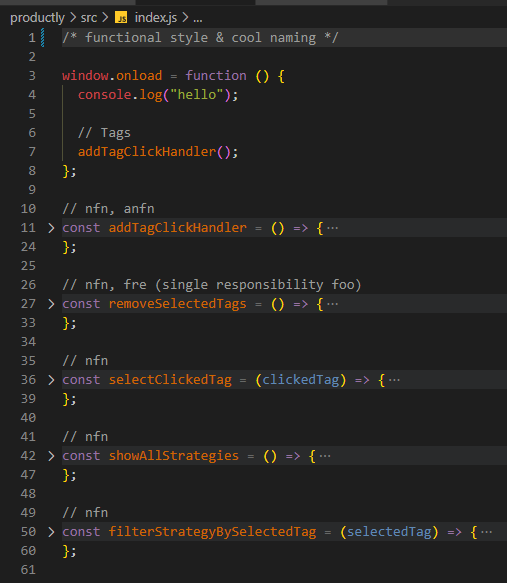 productly > src > JS index.js > ...
1 /* functional style & cool naming */
2
3 window.onload = function () {
4   console.log("hello");
5
6   // Tags
7   addTagClickHandler();
8 };
9
10 // nfn, anfn
11 > const addTagClickHandler = () => { ...
24 };
25
26 // nfn, fre (single responsibility foo)
27 > const removeSelectedTags = () => { ...
33 };
34
35 // nfn
36 > const selectClickedTag = (clickedTag) => { ...
39 };
40
41 // nfn
42 > const showAllStrategies = () => { ...
47 };
48
49 // nfn
50 > const filterStrategyBySelectedTag = (selectedTag) => { ...
60 };
61